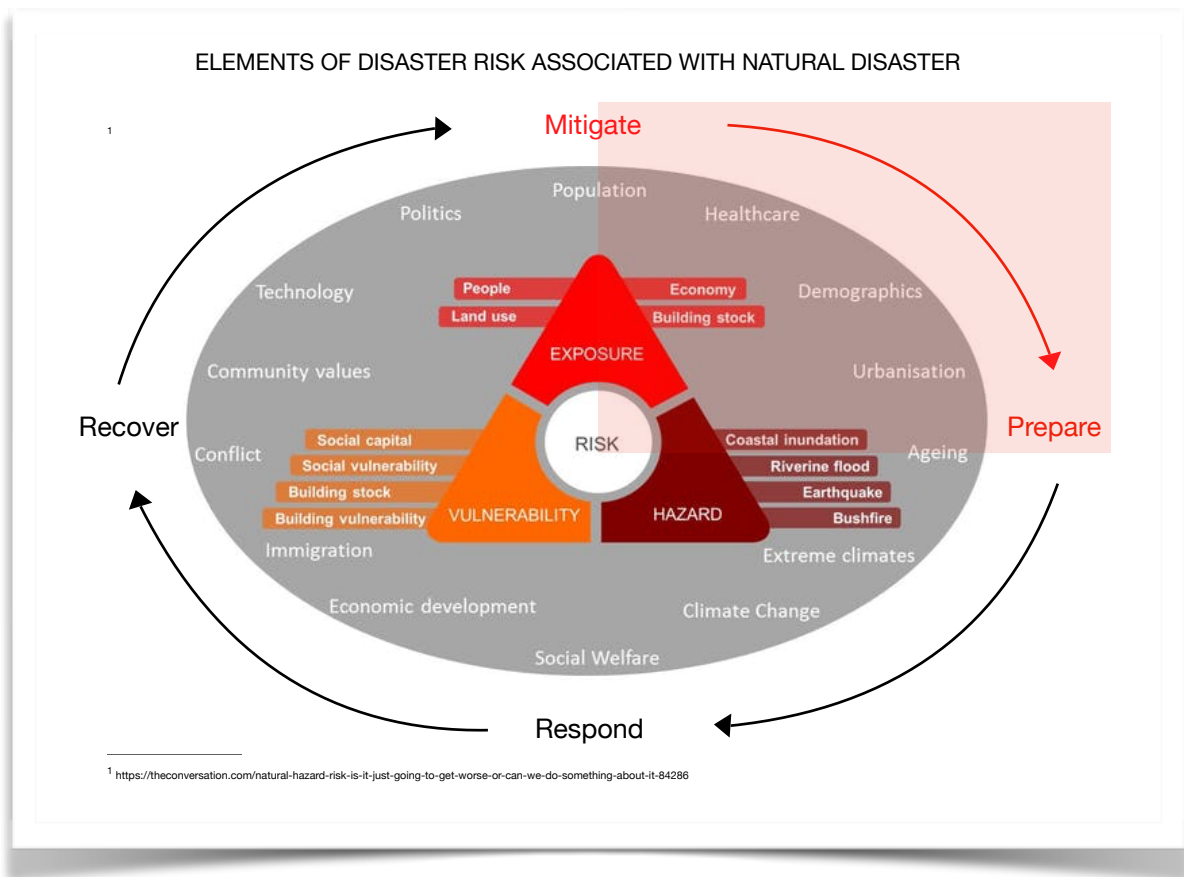 ELEMENTS OF DISASTER RISK ASSOCIATED WITH NATURAL DISASTER
1
Mitigate
Population
Politics
Healthcare
Technology
People
Economy
Demographics
Land use
Building stock
EXPOSURE
Community values
Urbanisation
Recover
Prepare
RISK
Social capital
Coastal inundation
Conflict
Ageing
Social vulnerability
Riverine flood
Building stock
Earthquake
Building vulnerability
VULNERABILITY
HAZARD
Bushfire
Immigration
Extreme climates
Economic development
Climate Change
Social Welfare
Respond
1 https://theconversation.com/natural-hazard-risk-is-it-just-going-to-get-worse-or-can-we-do-something-about-it-84286